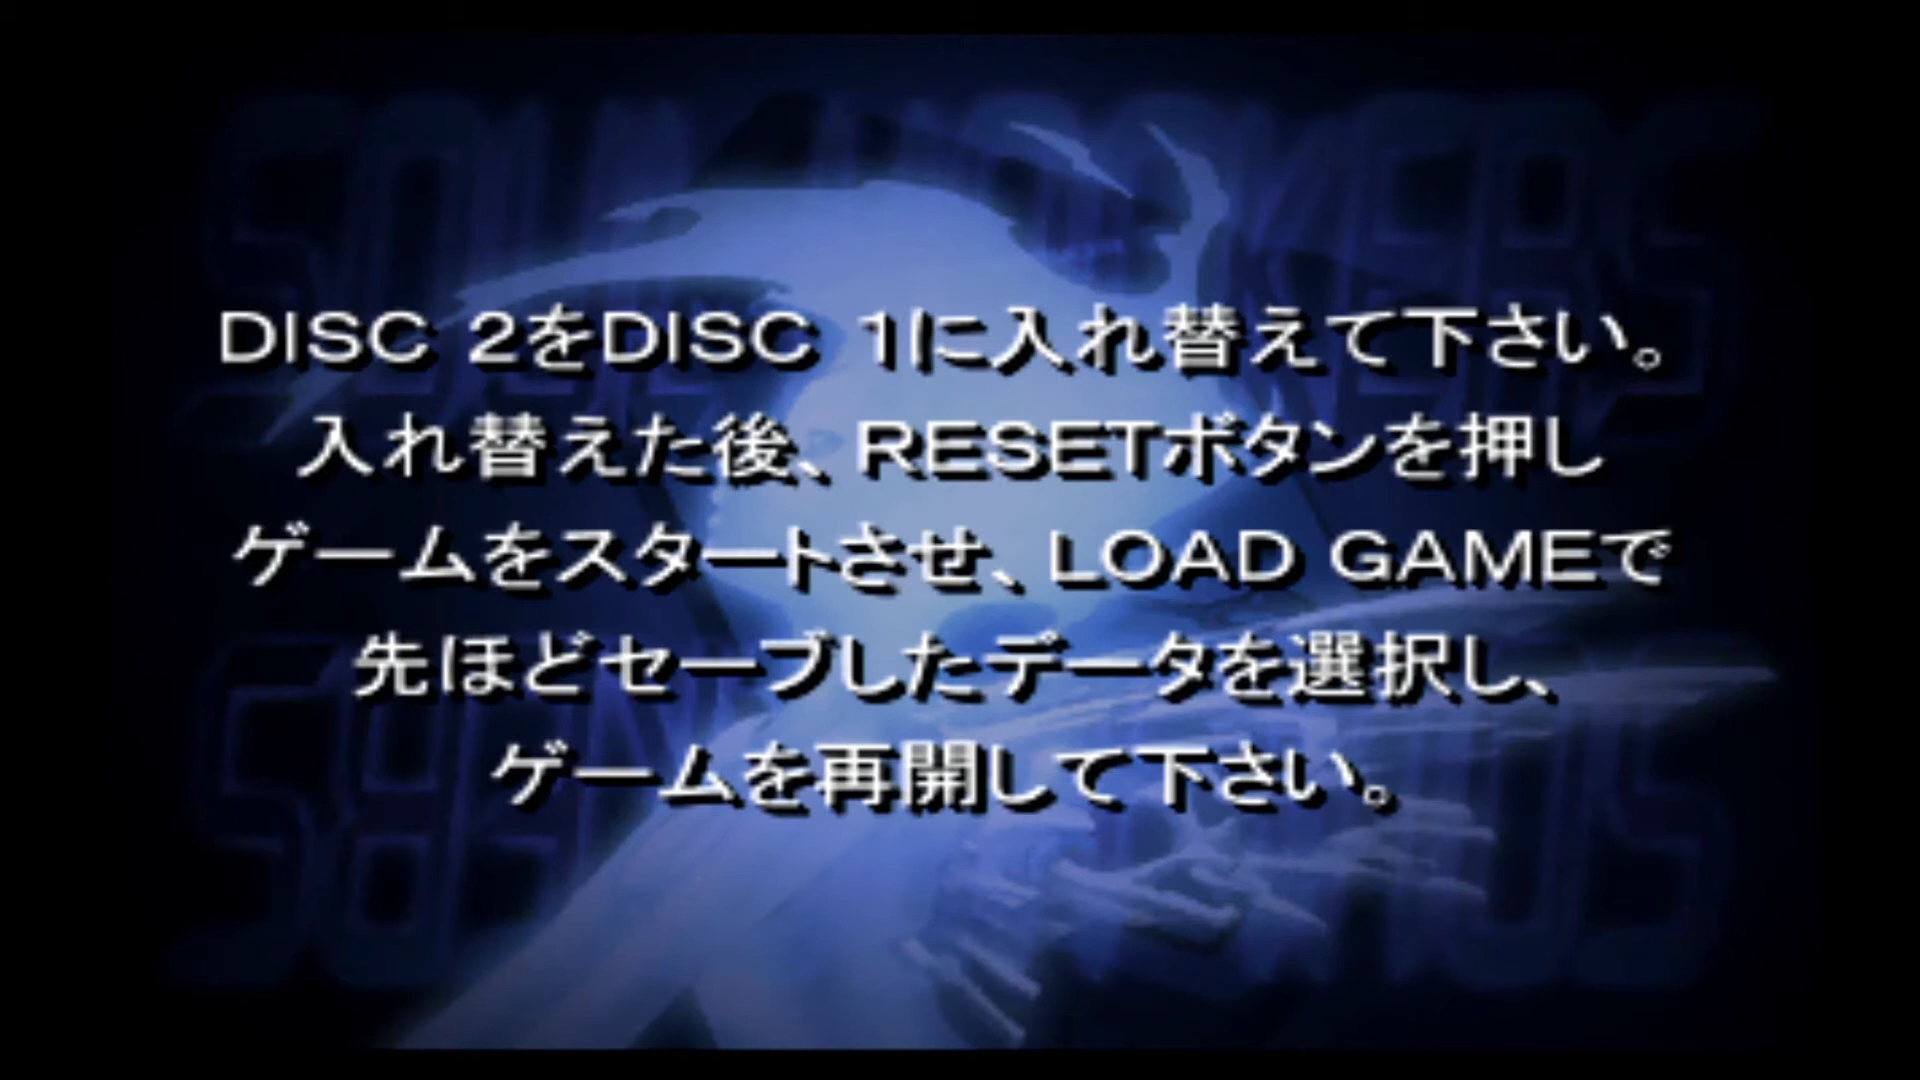 DISC 2をDISC 1に入れ替えて下さい。
入れ替えた後、RESETボタンを押し
ゲームをスタートさせ、LOAD GAMEで
先ほどセーブしたデータを選択し、
ゲームを再開して下さい。